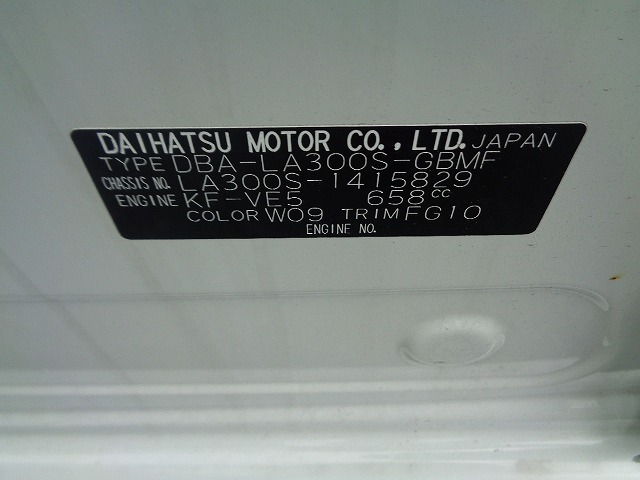 DAIHATSU MOTOR CO.,LTD. JAPAN
TYPE DBA-LA300S-GBMF
CHASSIS NO. LA300S-1415829
ENGINE KF-VE5 658CC
COLOR W09 TRIM FG10
ENGINE NO.